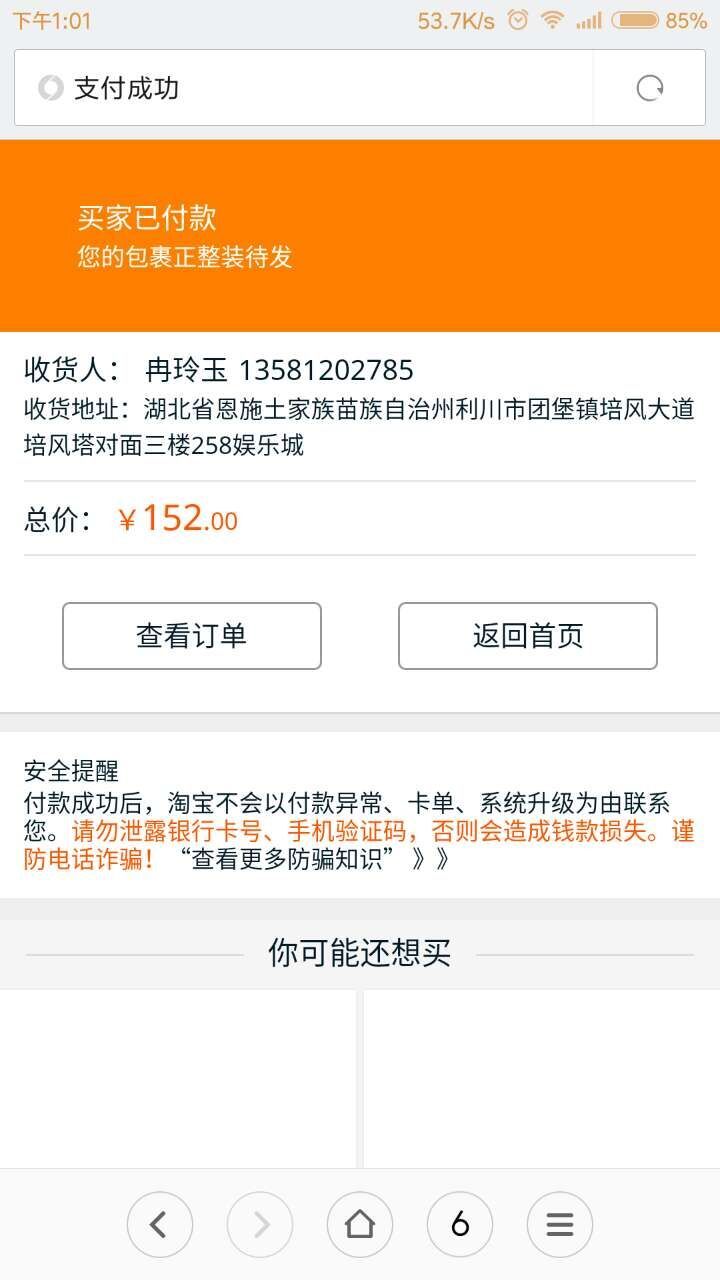 下午1:01 53.7K/s 85%
支付成功
买家已付款
您的包裹正整装待发
收货人： 冉玲玉 13581202785
收货地址：湖北省恩施土家族苗族自治州利川市团堡镇培风大道
培风塔对面三楼258娱乐城
总价： ￥152.00
查看订单 返回首页
安全提醒
付款成功后，淘宝不会以付款异常、卡单、系统升级为由联系
您。请勿泄露银行卡号、手机验证码，否则会造成钱款损失。谨
防电话诈骗！“查看更多防骗知识” 》》
你可能还想买
6